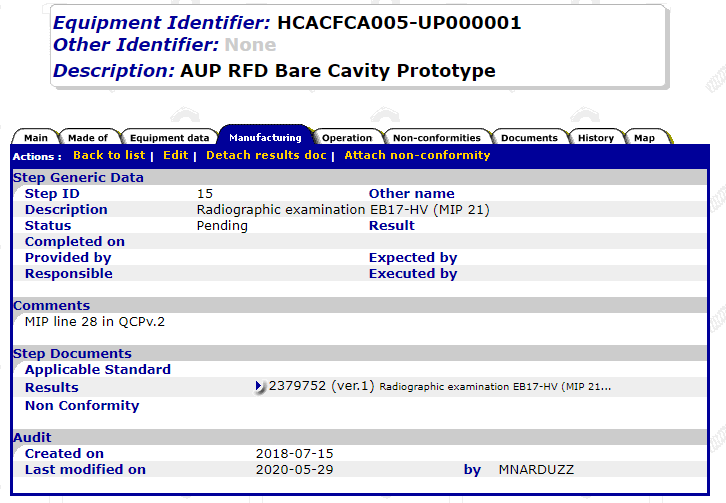 Equipment Identifier: HCACFCA005-UP000001
Other Identifier: None
Description: AUP RFD Bare Cavity Prototype
Main Made of Equipment data Manufacturing Operation Non-conformities Documents History Map
Actions : Back to list | Edit | Detach results doc | Attach non-conformity
Step Generic Data
Step ID 15 Other name
Description Radiographic examination EB17-HV (MIP 21)
Status Pending Result
Completed on
Provided by Expected by
Responsible Executed by
Comments
MIP line 28 in QCPv.2
Step Documents
Applicable Standard
Results 2379752 (ver.1) Radiographic examination EB17-HV (MIP 21...
Non Conformity
Audit
Created on 2018-07-15
Last modified on 2020-05-29 by MNARDUZZ